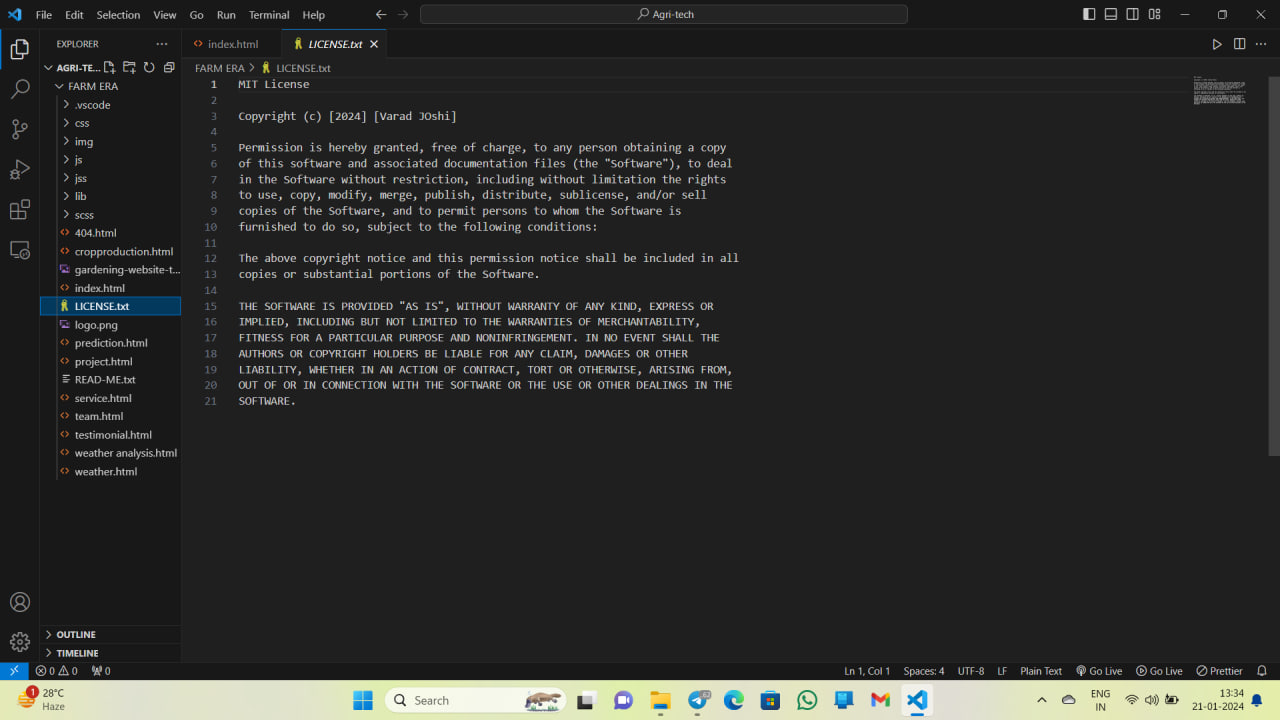 File Edit Selection View Go Run Terminal Help
Agri-tech
EXPLORER
index.html
LICENSE.txt
AGRI-TE...
FARM ERA > LICENSE.txt
FARM ERA
.vscode
css
img
js
jss
lib
scss
404.html
cropproduction.html
gardening-website-t...
index.html
LICENSE.txt
logo.png
prediction.html
project.html
READ-ME.txt
service.html
team.html
testimonial.html
weather analysis.html
weather.html
OUTLINE
TIMELINE
1 MIT License
2
3 Copyright (c) [2024] [Varad JOshi]
4
5 Permission is hereby granted, free of charge, to any person obtaining a copy
6 of this software and associated documentation files (the "Software"), to deal
7 in the Software without restriction, including without limitation the rights
8 to use, copy, modify, merge, publish, distribute, sublicense, and/or sell
9 copies of the Software, and to permit persons to whom the Software is
10 furnished to do so, subject to the following conditions:
11
12 The above copyright notice and this permission notice shall be included in all
13 copies or substantial portions of the Software.
14
15 THE SOFTWARE IS PROVIDED "AS IS", WITHOUT WARRANTY OF ANY KIND, EXPRESS OR
16 IMPLIED, INCLUDING BUT NOT LIMITED TO THE WARRANTIES OF MERCHANTABILITY,
17 FITNESS FOR A PARTICULAR PURPOSE AND NONINFRINGEMENT. IN NO EVENT SHALL THE
18 AUTHORS OR COPYRIGHT HOLDERS BE LIABLE FOR ANY CLAIM, DAMAGES OR OTHER
19 LIABILITY, WHETHER IN AN ACTION OF CONTRACT, TORT OR OTHERWISE, ARISING FROM,
20 OUT OF OR IN CONNECTION WITH THE SOFTWARE OR THE USE OR OTHER DEALINGS IN THE
21 SOFTWARE.
0 0 0
Ln 1, Col 1 Spaces: 4 UTF-8 LF Plain Text Go Live Go Live Prettier
1
28°C
Haze
Search
ENG
IN
13:34
21-01-2024